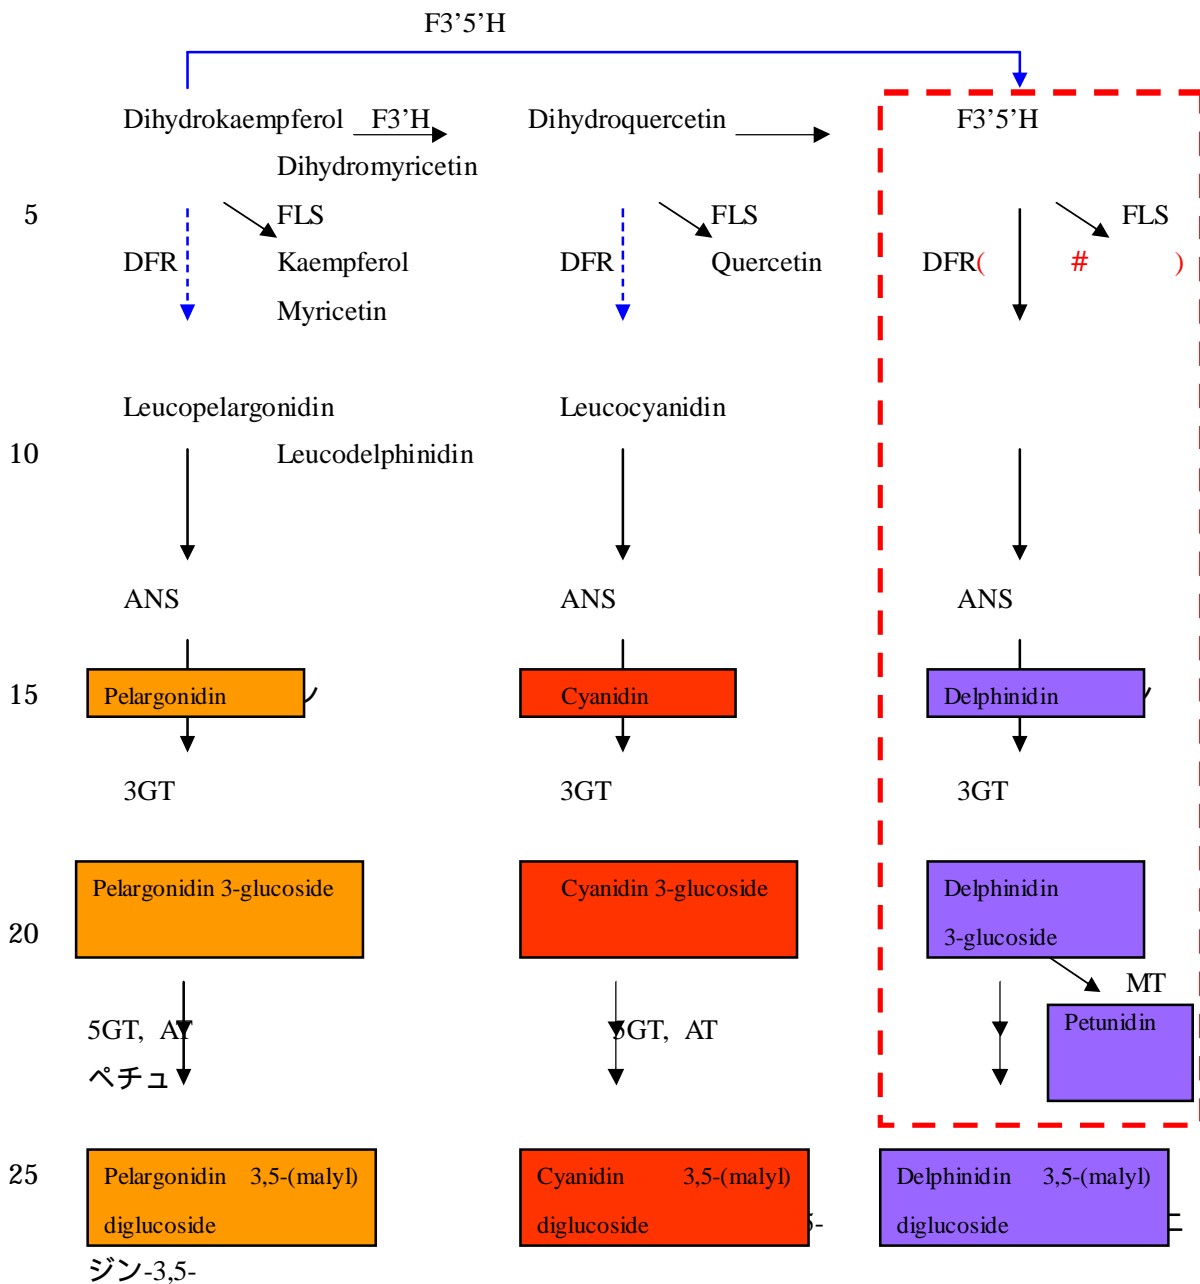 F3’5’H
Dihydrokaempferol F3’H Dihydroquercetin F3’5’H
Dihydromyricetin
5 FLS FLS FLS
DFR Kaempferol DFR Quercetin DFR( # )
Myricetin
Leucopelargonidin Leucocyanidin
10 Leucodelphinidin
ANS ANS ANS
15 Pelargonidin Cyanidin Delphinidin
3GT 3GT 3GT
Pelargonidin 3-glucoside Cyanidin 3-glucoside Delphinidin
20 3-glucoside
MT
5GT, AT 5GT, AT Petunidin
ペチュ
25 Pelargonidin 3,5-(malyl) Cyanidin 3,5-(malyl) Delphinidin 3,5-(malyl)
diglucoside diglucoside diglucoside
ジン-3,5-